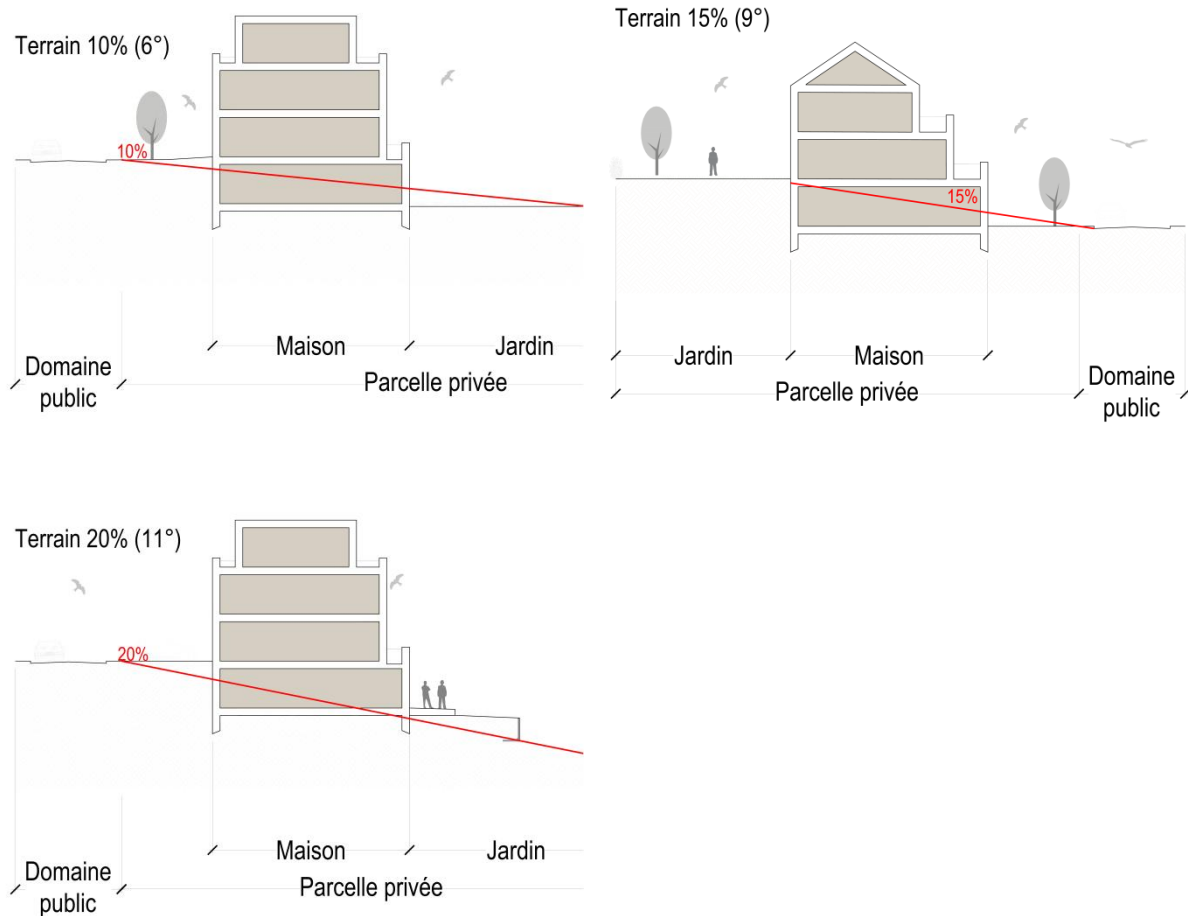 Terrain 10% (6°)
10%
Maison
Jardin
Domaine
public
Parcelle privée
Terrain 15% (9°)
15%
Jardin
Maison
Parcelle privée
Domaine
public
Terrain 20% (11°)
20%
Maison
Jardin
Domaine
public
Parcelle privée